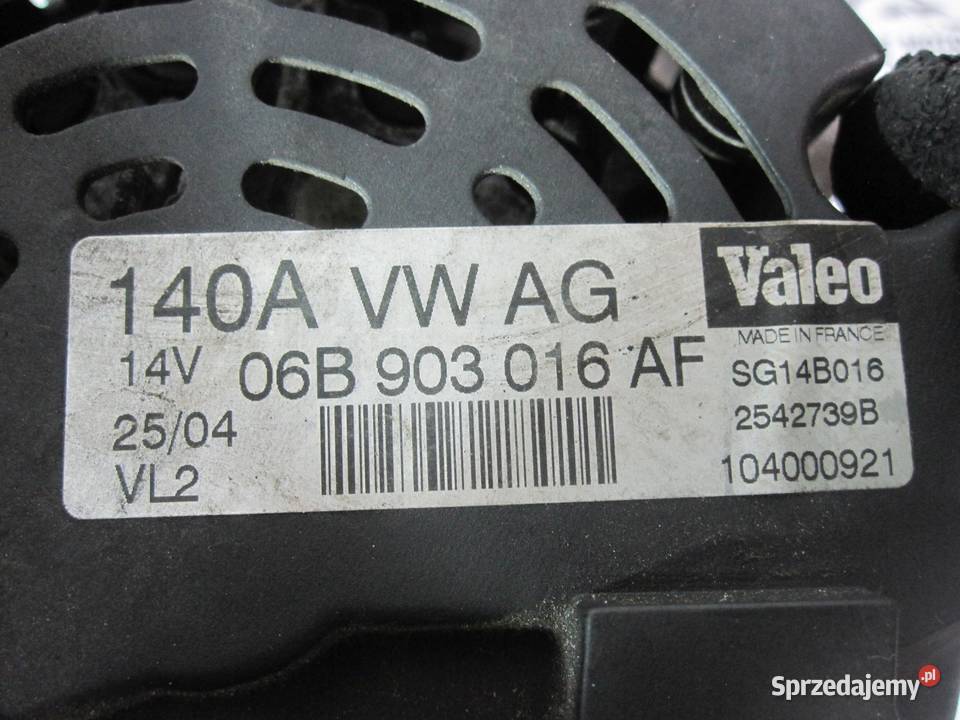 140A VW AG
Valeo
MADE IN FRANCE
14V 06B 903 016 AF
SG14B016
25/04
2542739B
VL2
104000921
Sprzedajemy.pl